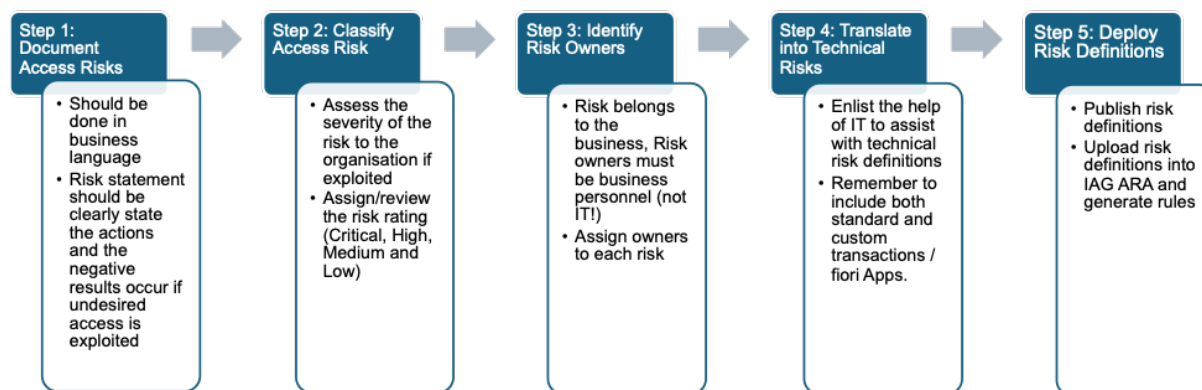 Step 1:
Document
Access Risks
• Should be
done in
business
language
• Risk statement
should be
clearly state
the actions
and the
negative
results occur if
undesired
access is
exploited
Step 2: Classify
Access Risk
• Assess the
severity of the
risk to the
organisation if
exploited
• Assign/review
the risk rating
(Critical, High,
Medium and
Low)
Step 3: Identify
Risk Owners
• Risk belongs
to the
business, Risk
owners must
be business
personnel (not
IT!)
• Assign owners
to each risk
Step 4: Translate
into Technical
Risks
• Enlist the help
of IT to assist
with technical
risk definitions
• Remember to
include both
standard and
custom
transactions /
fiori Apps.
Step 5: Deploy
Risk Definitions
• Publish risk
definitions
• Upload risk
definitions into
IAG ARA and
generate rules